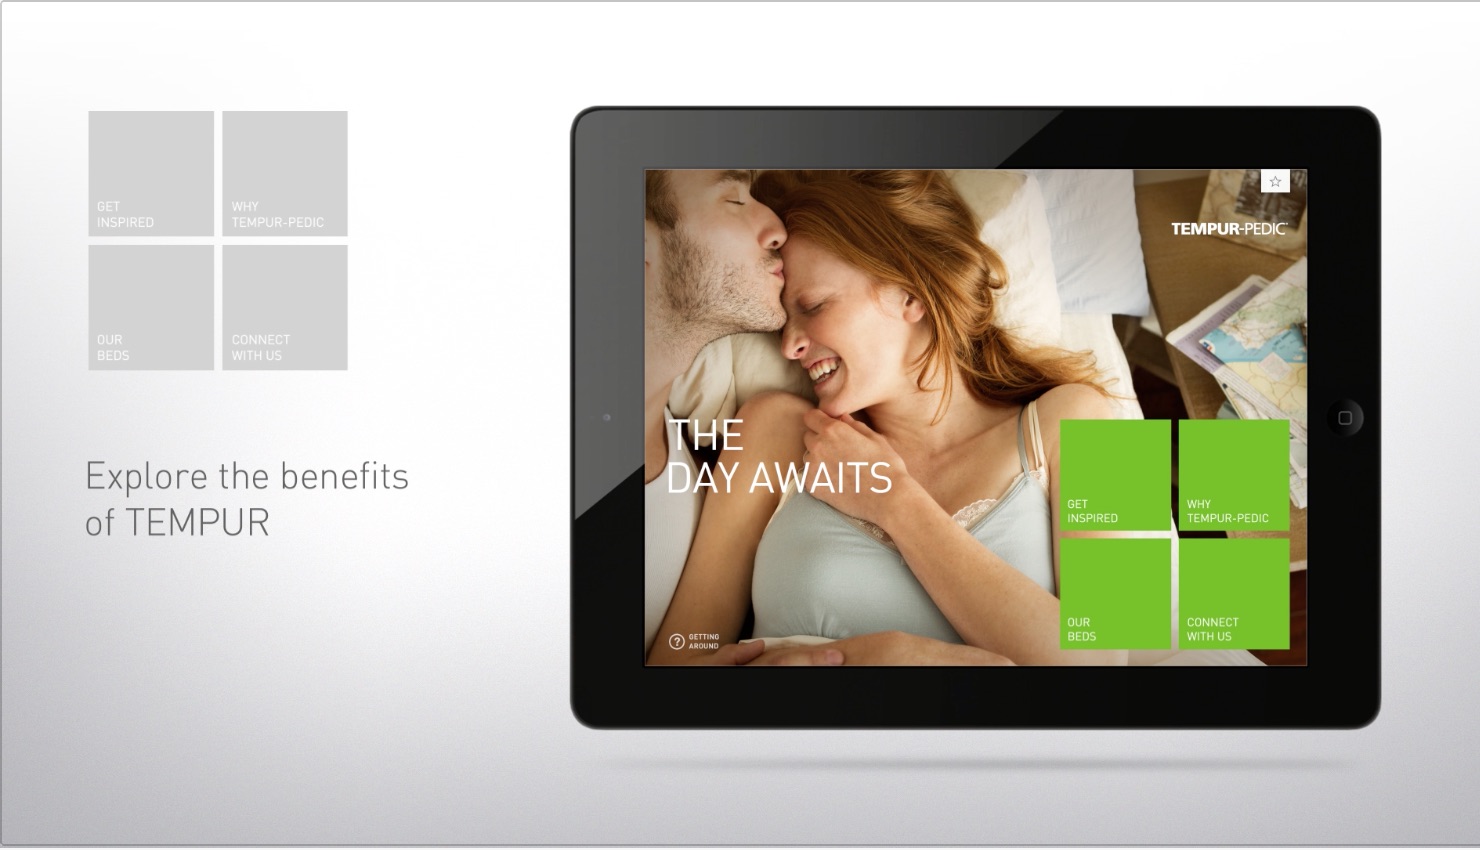 GET
INSPIRED
WHY
TEMPUR-PEDIC
OUR
BEDS
CONNECT
WITH US
Explore the benefits
of TEMPUR
TEMPUR-PEDIC
THE
DAY AWAITS
GET
INSPIRED
WHY
TEMPUR-PEDIC
OUR
BEDS
CONNECT
WITH US
? GETTING
AROUND